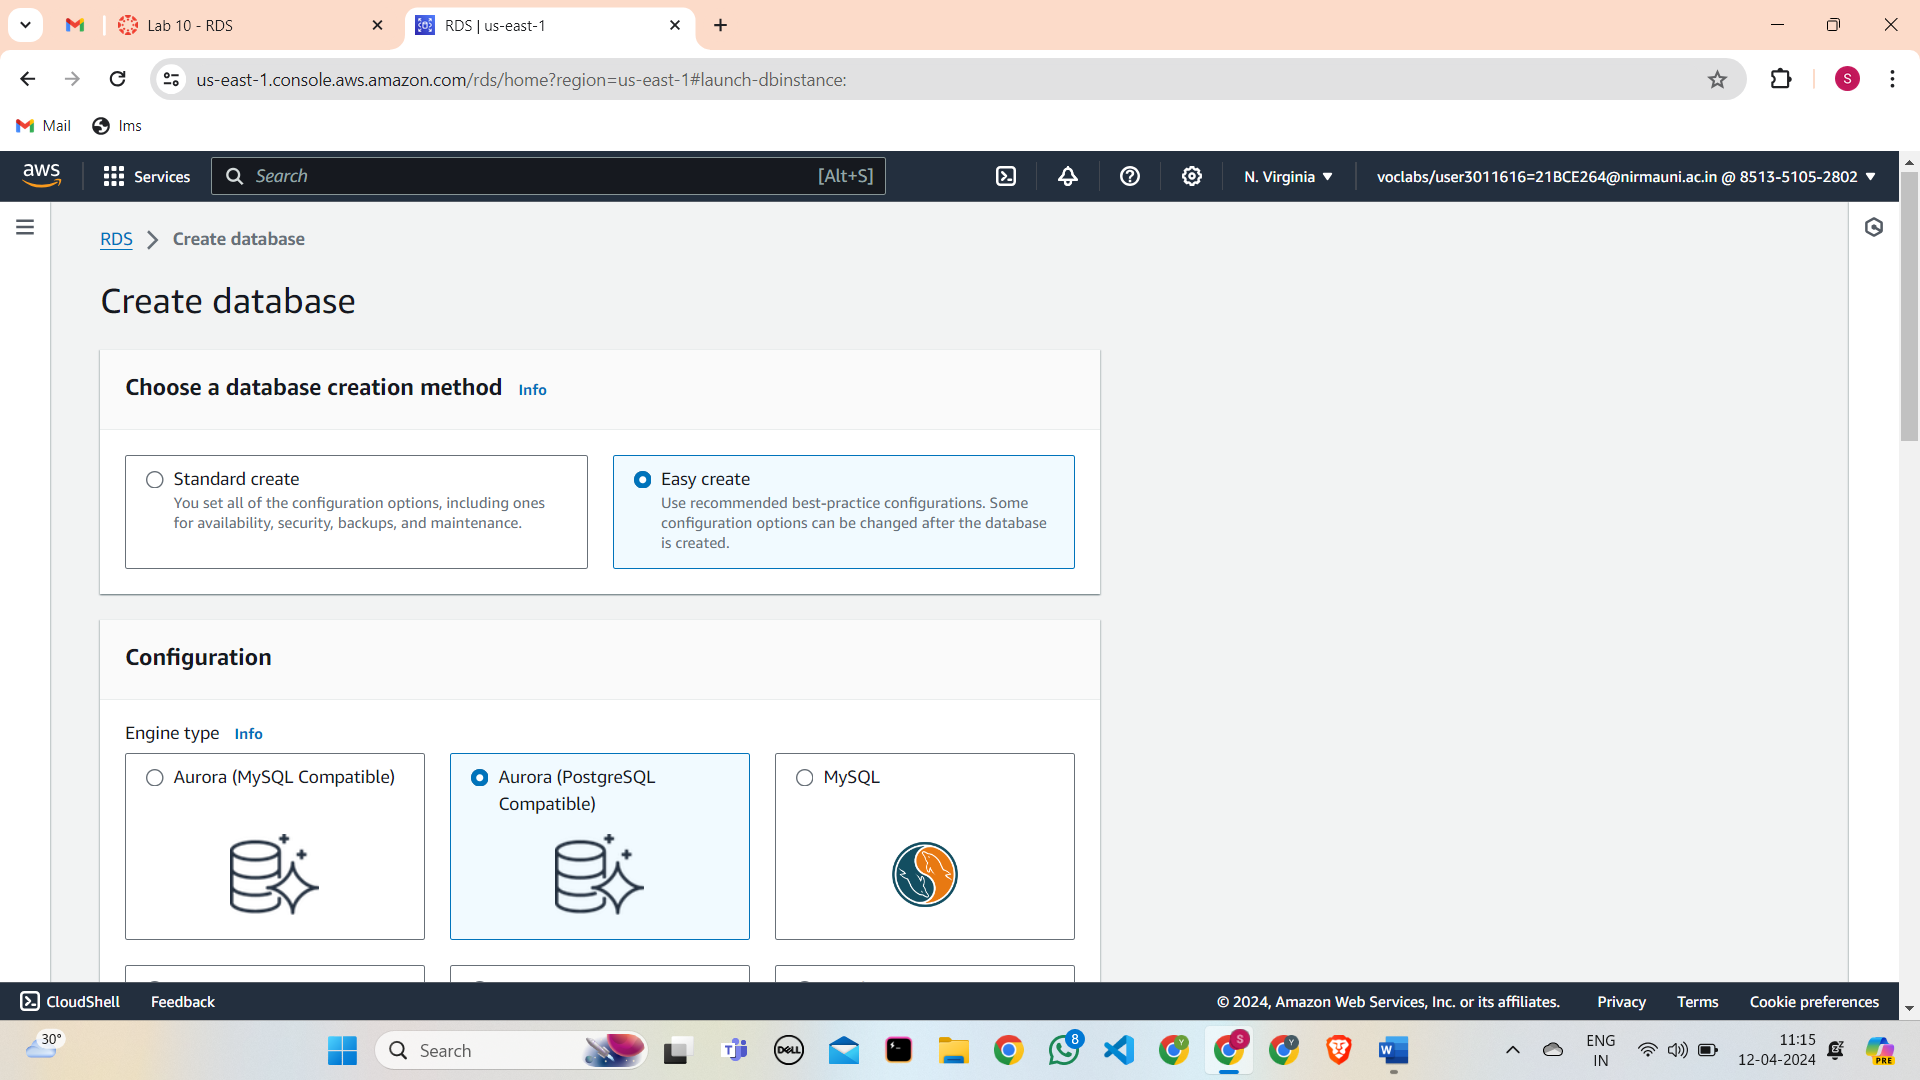 Lab 10 - RDS
RDS | us-east-1
us-east-1.console.aws.amazon.com/rds/home?region=us-east-1#launch-dbinstance:
S
Mail
lms
aws
Services
Search
[Alt+S]
N. Virginia
voclabs/user3011616=21BCE264@nirmauni.ac.in @ 8513-5105-2802
RDS
Create database
Create database
Choose a database creation method
Info
Standard create
You set all of the configuration options, including ones
for availability, security, backups, and maintenance.
Easy create
Use recommended best-practice configurations. Some
configuration options can be changed after the database
is created.
Configuration
Engine type
Info
Aurora (MySQL Compatible)
Aurora (PostgreSQL
Compatible)
MySQL
CloudShell
Feedback
© 2024, Amazon Web Services, Inc. or its affiliates.
Privacy
Terms
Cookie preferences
30°
Search
DELL
8
Y
S
Y
W
ENG
IN
11:15
12-04-2024
PRE